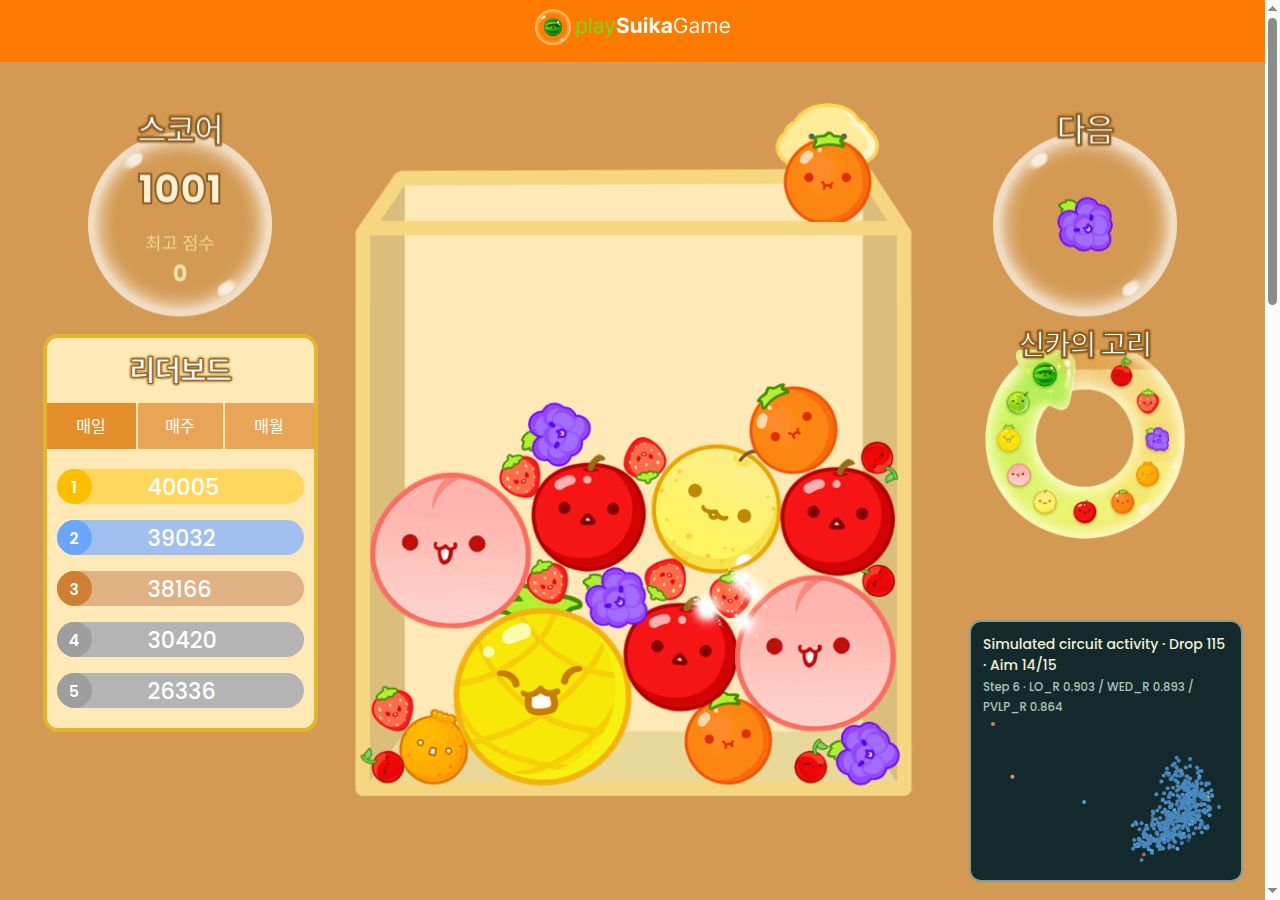 playSuikaGame
스코어
1001
최고 점수
0
다음
신카의 고리
리더보드
매일 매주 매월
1 40005
2 39032
3 38166
4 30420
5 26336
Simulated circuit activity · Drop 115
· Aim 14/15
Step 6 · LO_R 0.903 / WED_R 0.893 /
PVLP_R 0.864